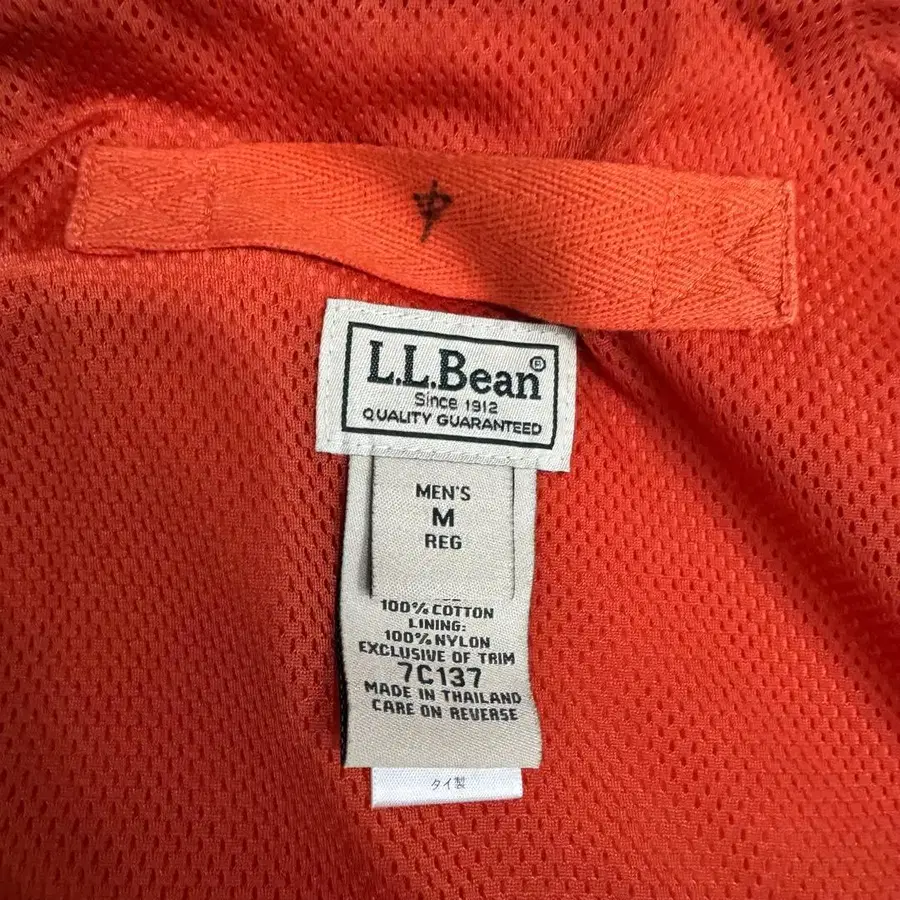 中
L.L.Bean®
Since 1912
QUALITY GUARANTEED
MEN'S
M
REG
100% COTTON
LINING:
100% NYLON
EXCLUSIVE OF TRIM
7C137
MADE IN THAILAND
CARE ON REVERSE
タイ製